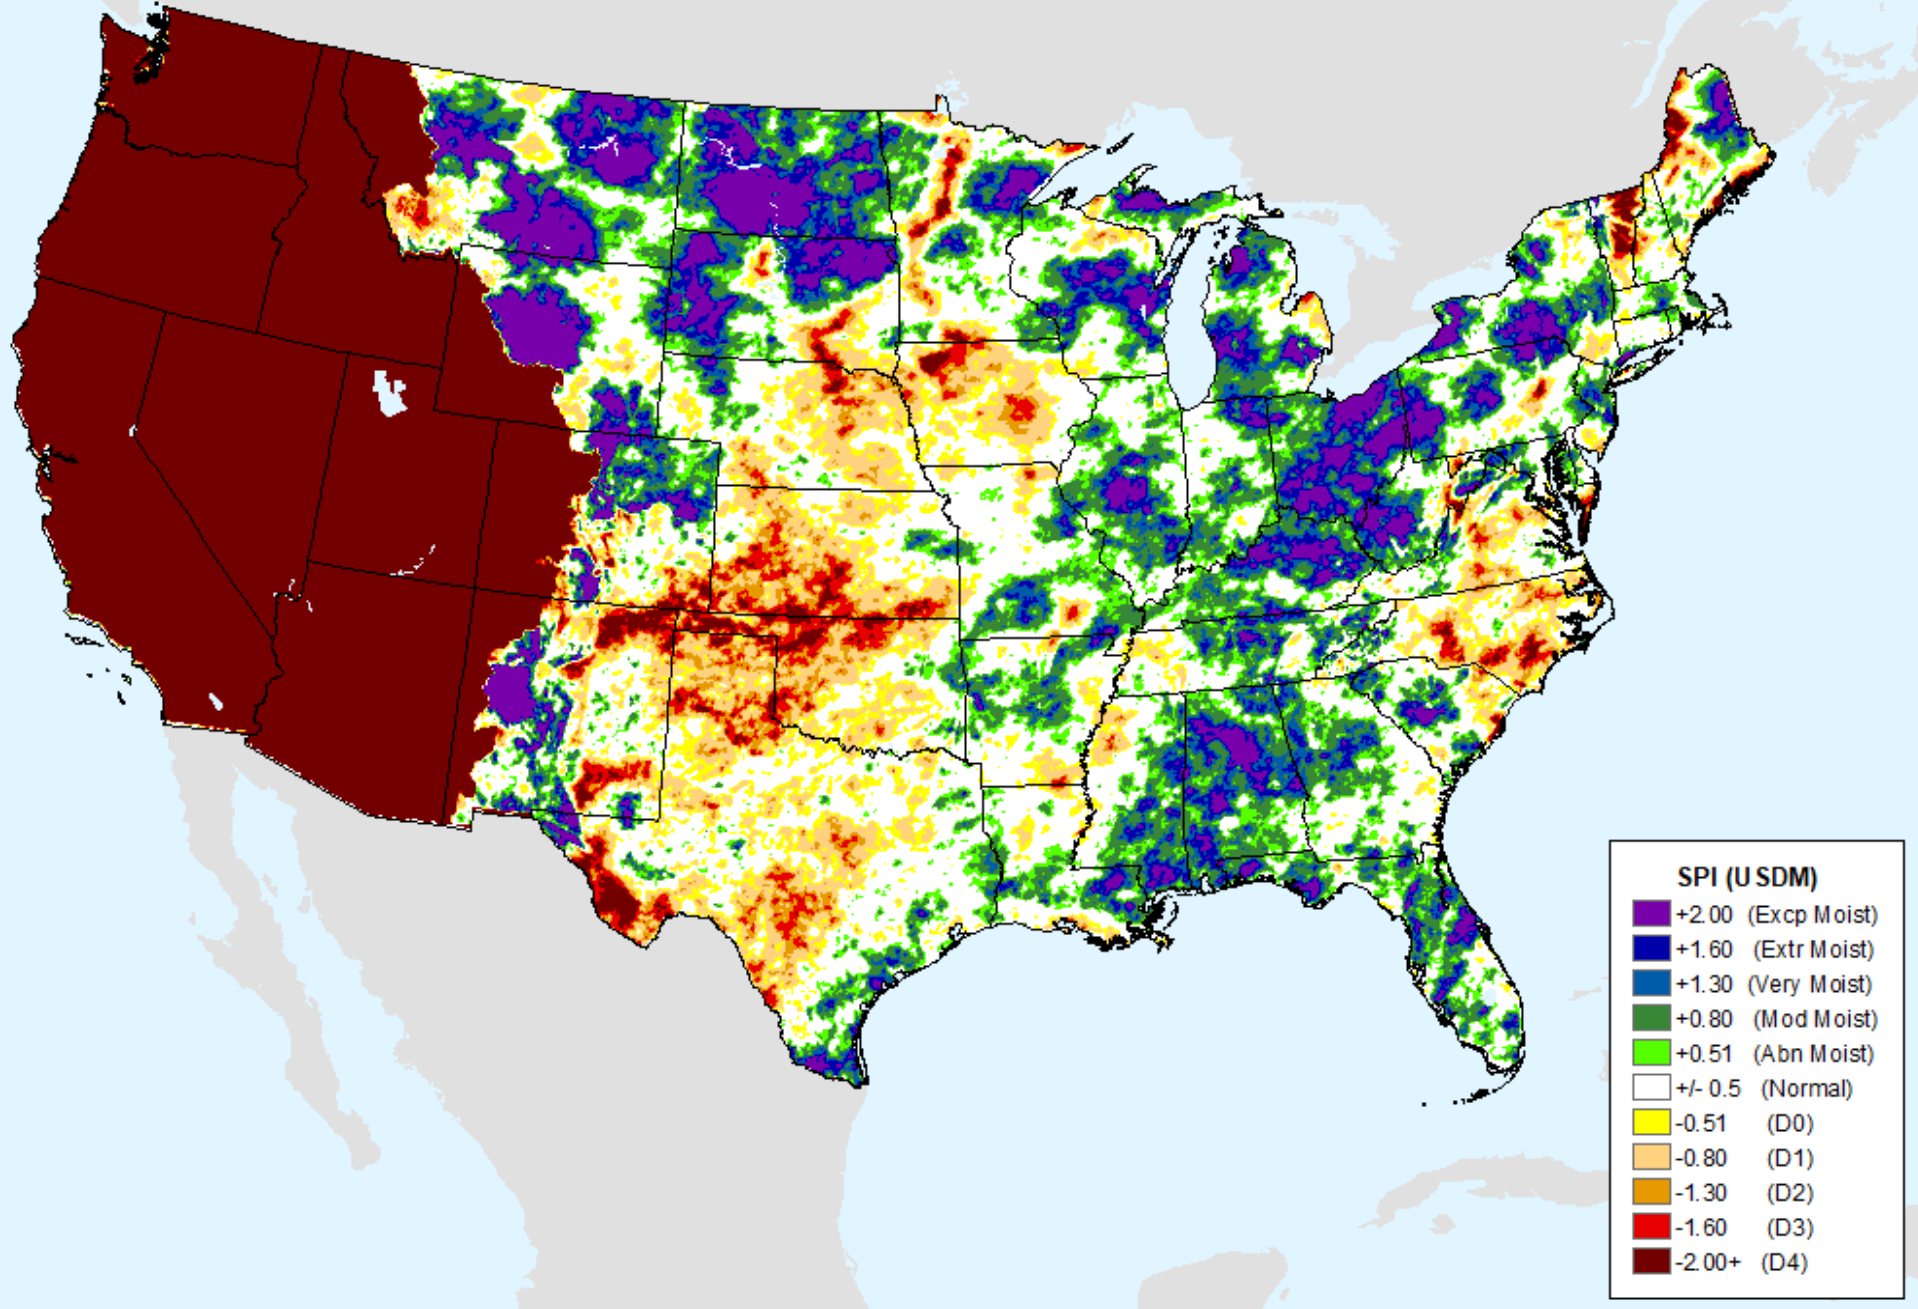 SPI (USDM)
+2.00 (Excp Moist)
+1.60 (Extr Moist)
+1.30 (Very Moist)
+0.80 (Mod Moist)
+0.51 (Abn Moist)
+/- 0.5 (Normal)
-0.51 (D0)
-0.80 (D1)
-1.30 (D2)
-1.60 (D3)
-2.00+ (D4)